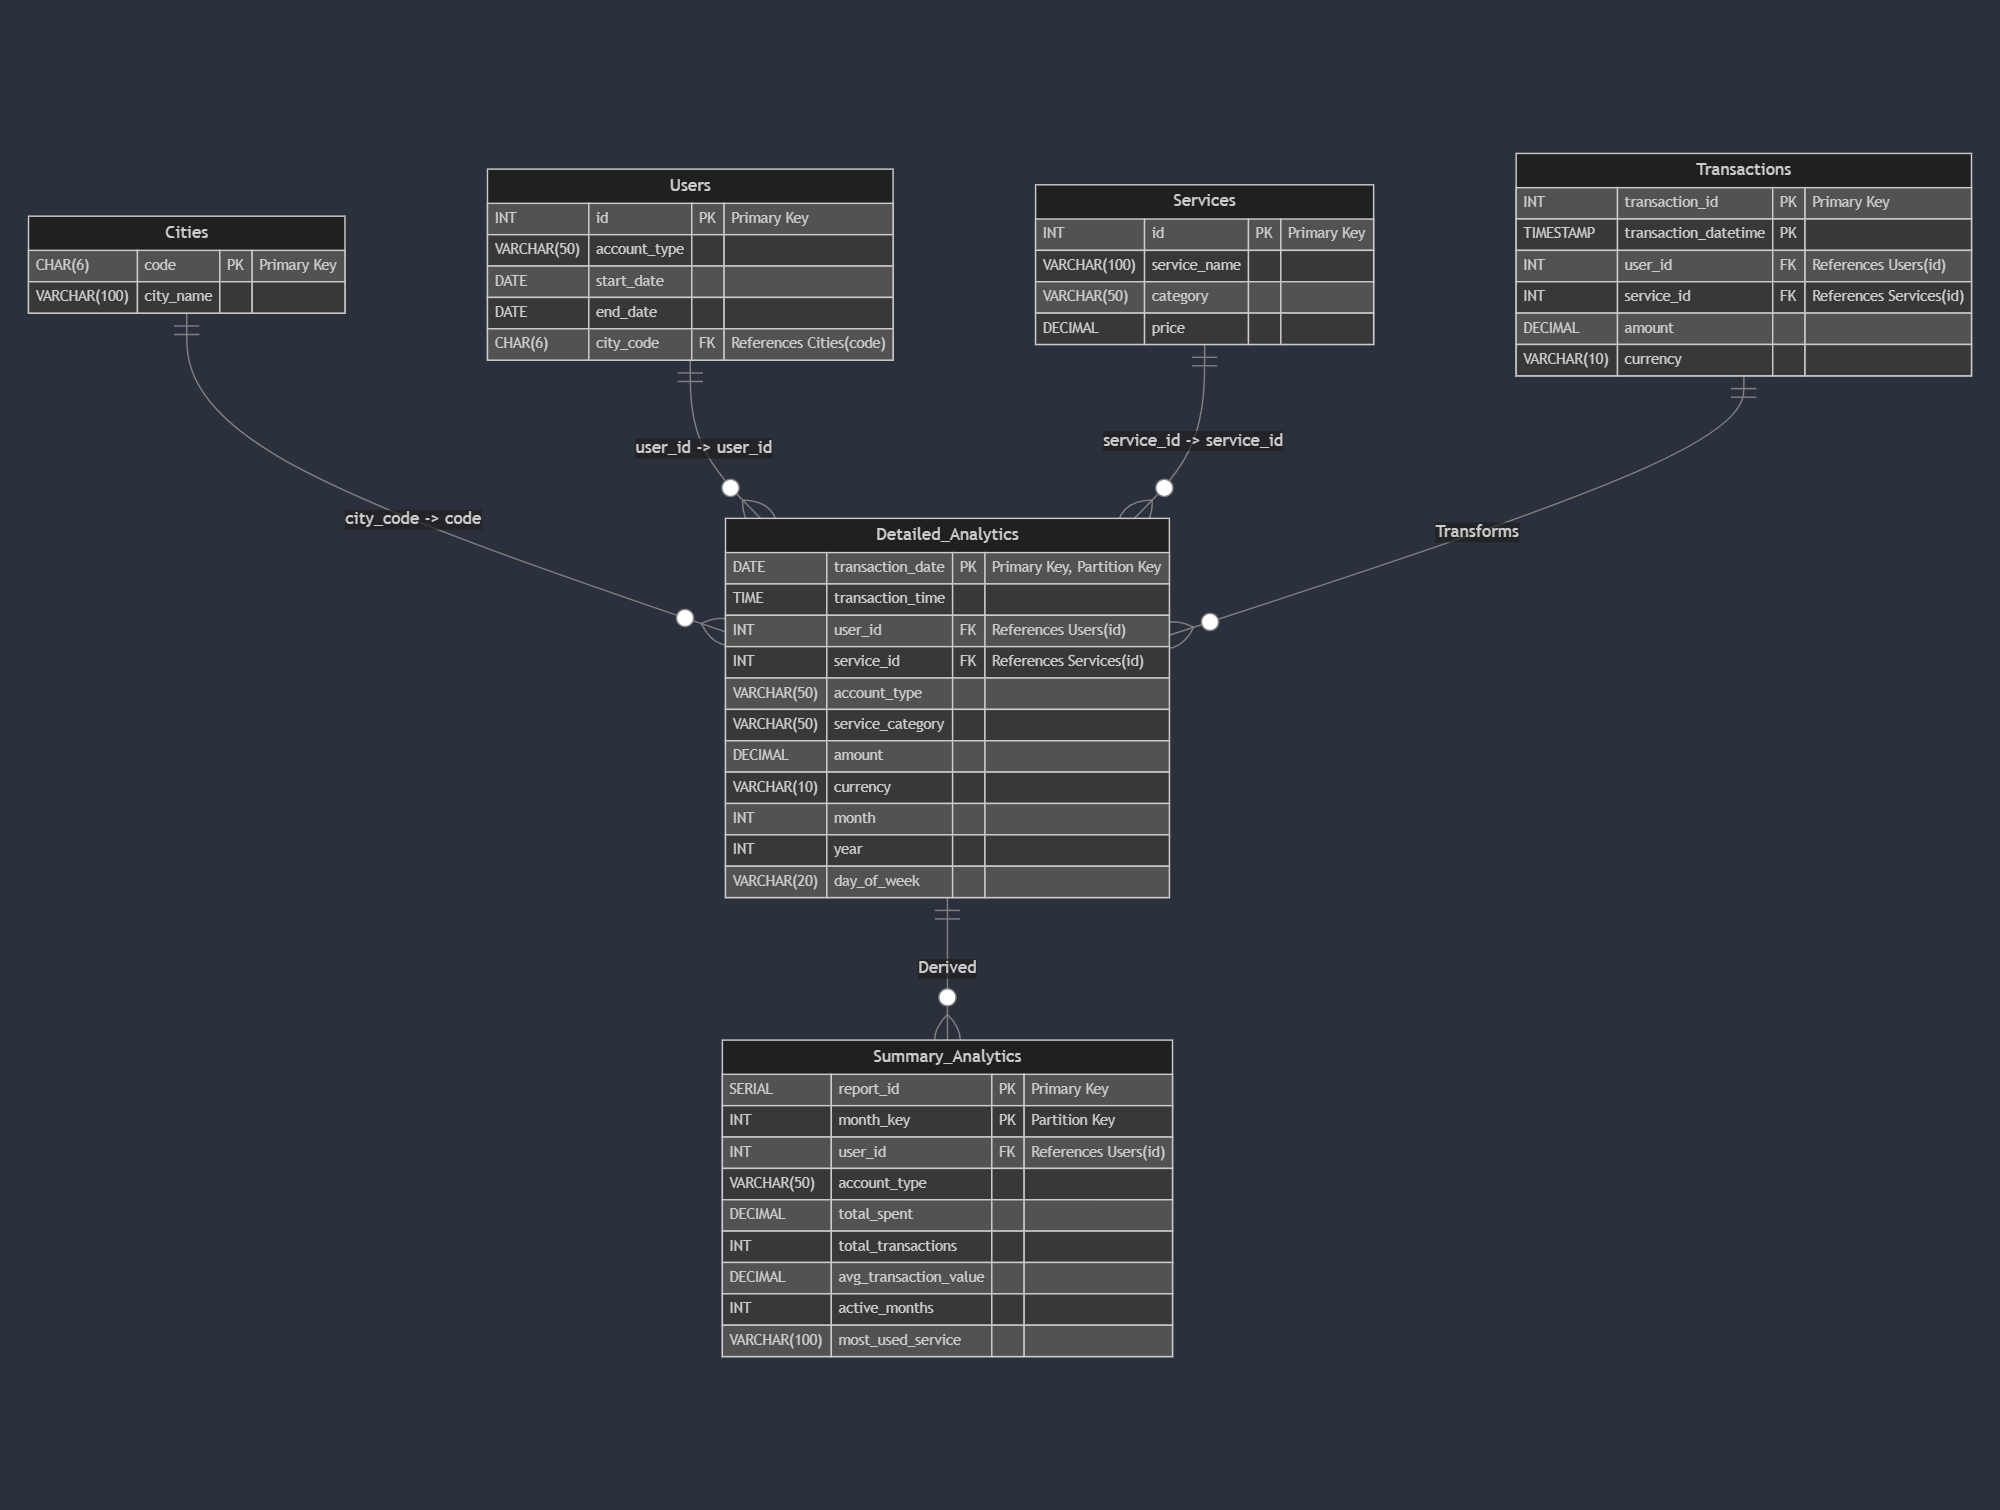 Cities
CHAR(6) code PK Primary Key
VARCHAR(100) city_name
Users
INT id PK Primary Key
VARCHAR(50) account_type
DATE start_date
DATE end_date
CHAR(6) city_code FK References Cities(code)
Services
INT id PK Primary Key
VARCHAR(100) service_name
VARCHAR(50) category
DECIMAL price
Transactions
INT transaction_id PK Primary Key
TIMESTAMP transaction_datetime PK
INT user_id FK References Users(id)
INT service_id FK References Services(id)
DECIMAL amount
VARCHAR(10) currency
city_code -> code
user_id -> user_id
service_id -> service_id
Transforms
Detailed_Analytics
DATE transaction_date PK Primary Key, Partition Key
TIME transaction_time
INT user_id FK References Users(id)
INT service_id FK References Services(id)
VARCHAR(50) account_type
VARCHAR(50) service_category
DECIMAL amount
VARCHAR(10) currency
INT month
INT year
VARCHAR(20) day_of_week
Derived
Summary_Analytics
SERIAL report_id PK Primary Key
INT month_key PK Partition Key
INT user_id FK References Users(id)
VARCHAR(50) account_type
DECIMAL total_spent
INT total_transactions
DECIMAL avg_transaction_value
INT active_months
VARCHAR(100) most_used_service